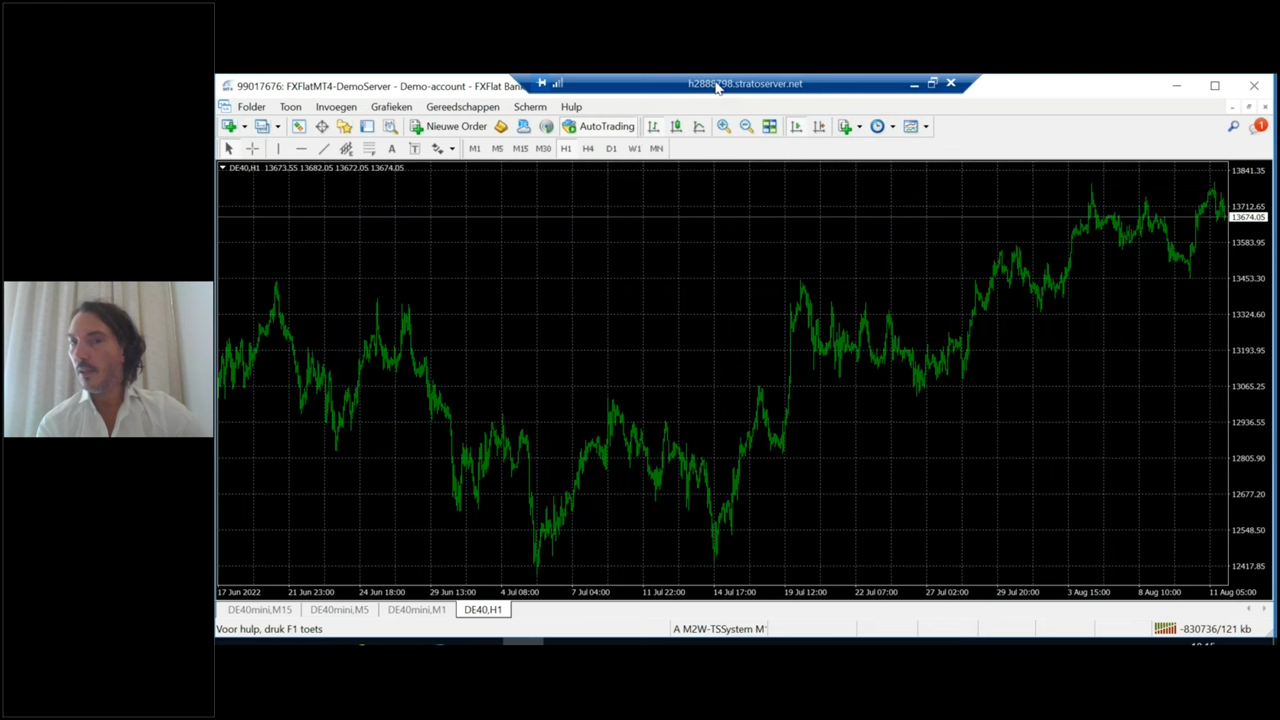 99017676: FXFlatMT4-DemoServer - Demo-account - FXFlat Ban
h2888798.stratoserver.net
Folder Toon Invoegen Grafieken Gereedschappen Scherm Help
Nieuwe Order AutoTrading 1
A T M1 M5 M15 M30 H1 H4 D1 W1 MN
DE40,H1 13673.55 13682.05 13672.05 13674.05
13841.35
13712.65
13674.05
13583.95
13453.30
13324.60
13193.95
13065.25
12936.55
12805.90
12677.20
12548.50
12417.85
17 Jun 2022 21 Jun 23:00 24 Jun 18:00 29 Jun 13:00 4 Jul 08:00 7 Jul 04:00 11 Jul 22:00 14 Jul 17:00 19 Jul 12:00 22 Jul 07:00 27 Jul 02:00 29 Jul 20:00 3 Aug 15:00 8 Aug 10:00 11 Aug 05:00
DE40mini,M15 DE40mini,M5 DE40mini,M1 DE40,H1
Voor hulp, druk F1 toets A M2W-TSSystem M -830736/121 kb